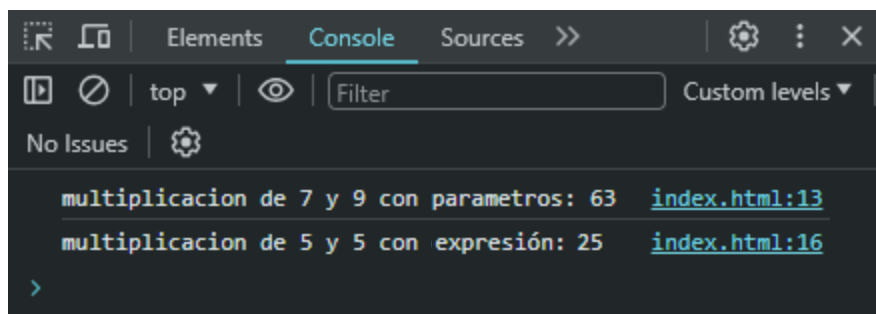 Elements Console Sources
top Filter Custom levels
No Issues
multiplicacion de 7 y 9 con parametros: 63 index.html:13
multiplicacion de 5 y 5 con expresión: 25 index.html:16